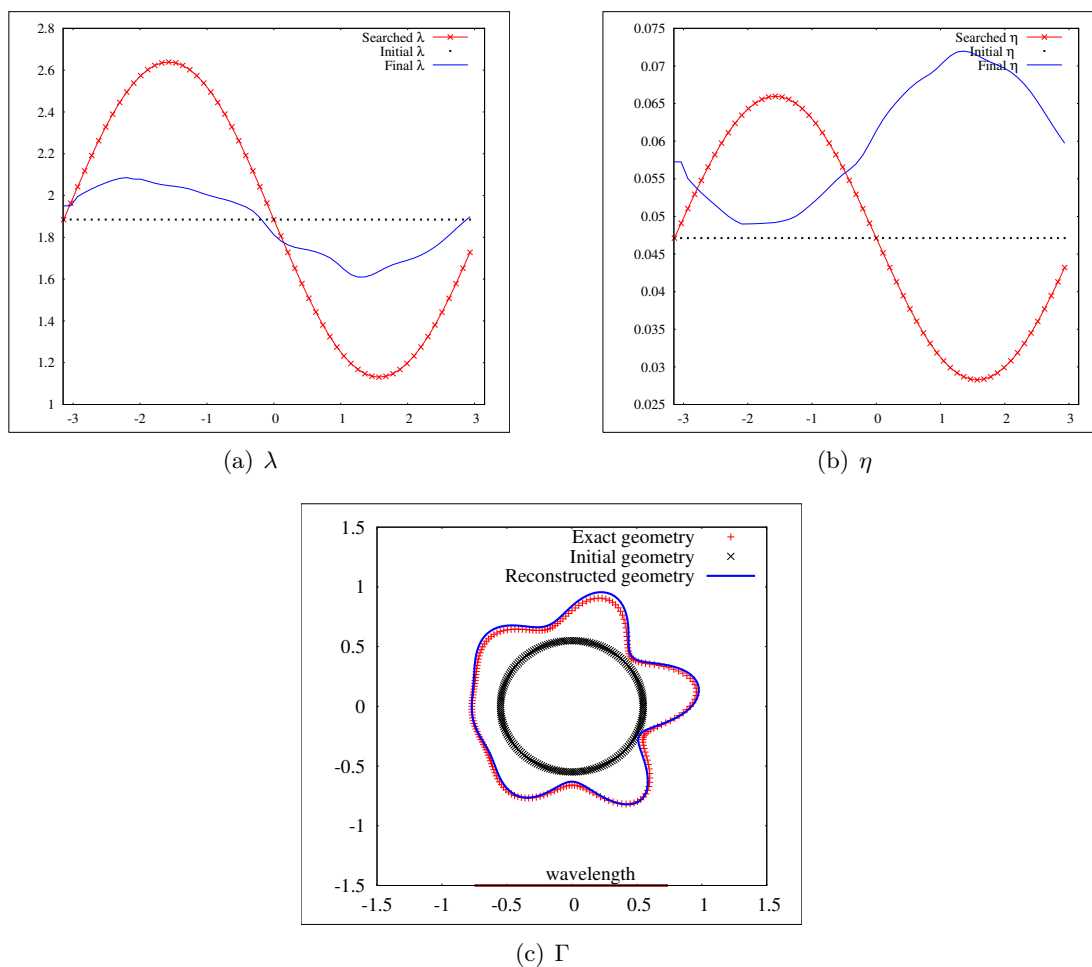 2.8
2.6
2.4
2.2
2
1.8
1.6
1.4
1.2
1
-3 -2 -1 0 1 2 3
Searched λ
Initial λ
Final λ
(a) λ
0.075
0.07
0.065
0.06
0.055
0.05
0.045
0.04
0.035
0.03
0.025
-3 -2 -1 0 1 2 3
Searched η
Initial η
Final η
(b) η
1.5
1
0.5
0
-0.5
-1
-1.5
-1.5 -1 -0.5 0 0.5 1 1.5
Exact geometry
Initial geometry
Reconstructed geometry
wavelength
(c) Γ